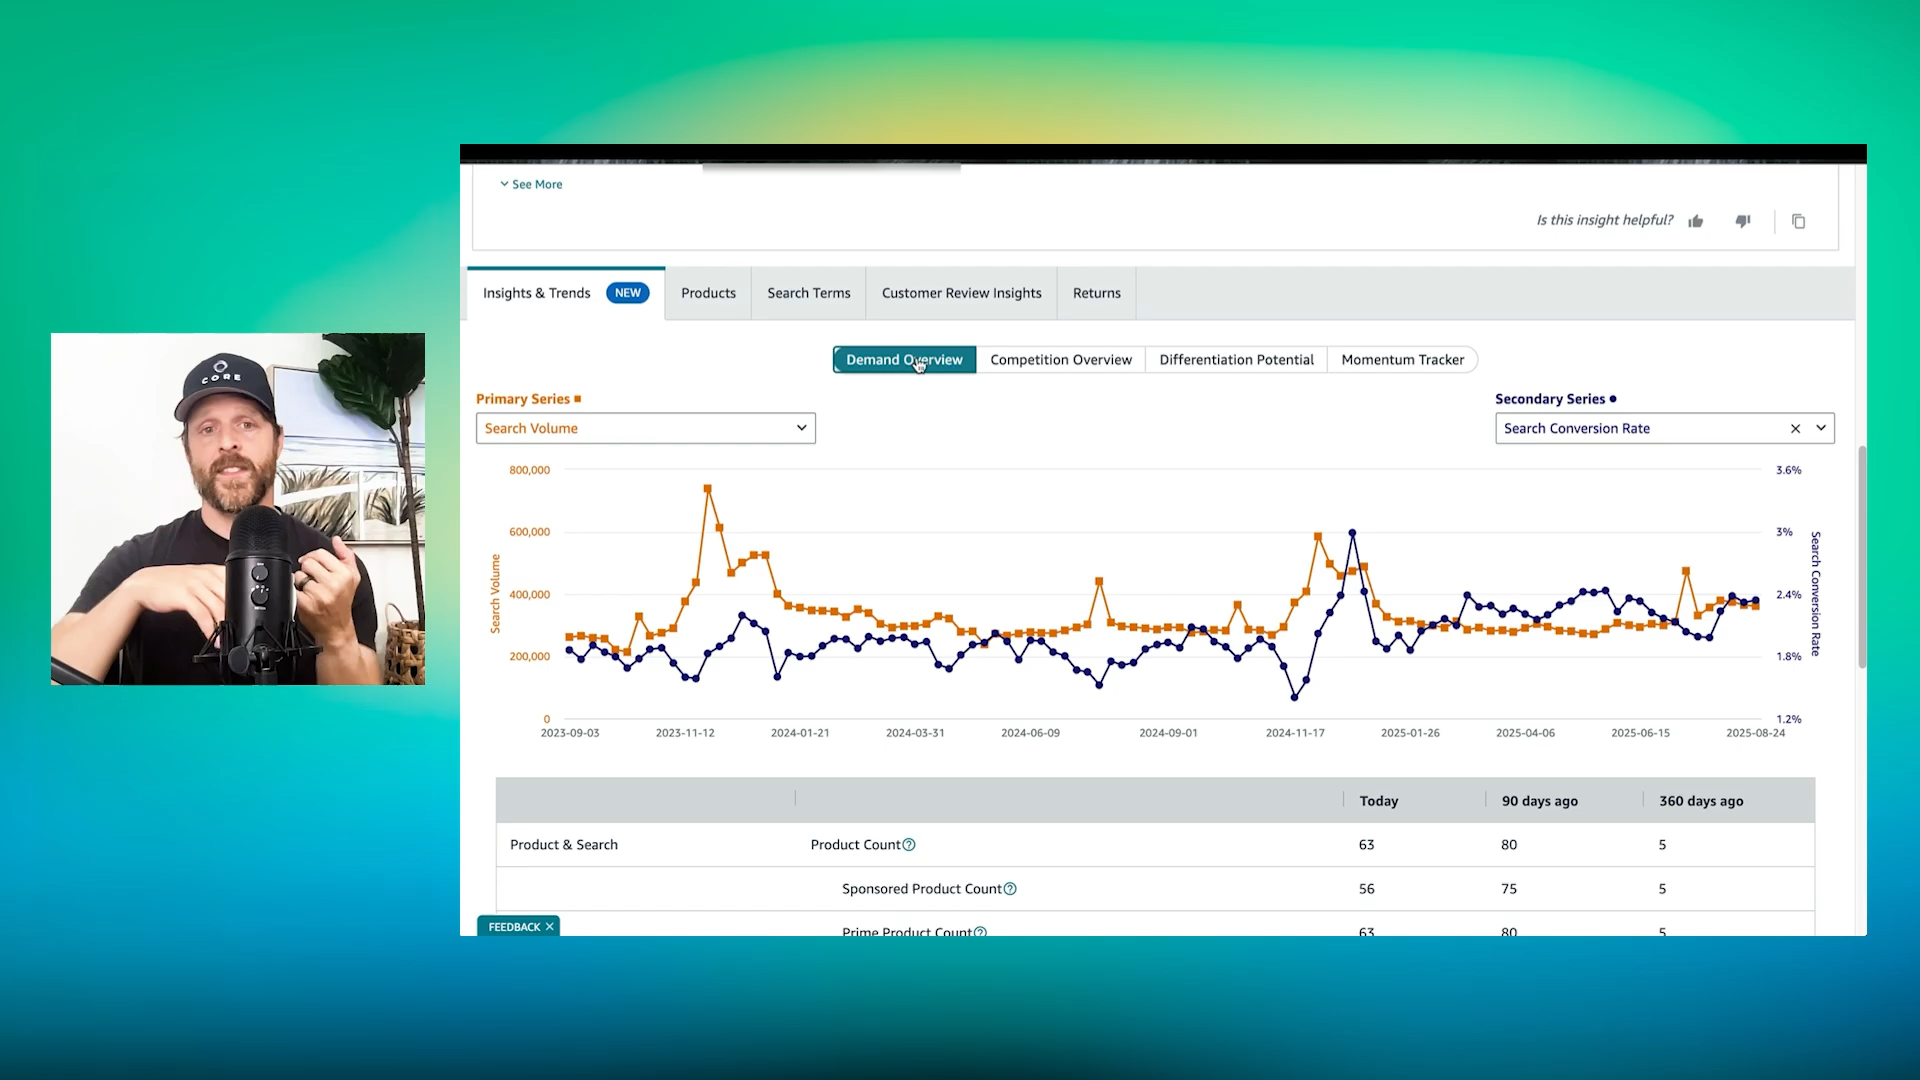 See More
Is this insight helpful?
Insights & Trends NEW Products Search Terms Customer Review Insights Returns
Demand Overview Competition Overview Differentiation Potential Momentum Tracker
Primary Series
Secondary Series
Search Volume
Search Conversion Rate
800,000
600,000
400,000
200,000
0
Search Volume
3.6%
3%
2.4%
1.8%
1.2%
Search Conversion Rate
2023-09-03 2023-11-12 2024-01-21 2024-03-31 2024-06-09 2024-09-01 2024-11-17 2025-01-26 2025-04-06 2025-06-15 2025-08-24
Today 90 days ago 360 days ago
Product & Search Product Count 63 80 5
Sponsored Product Count 56 75 5
Prime Product Count 63 80 5
FEEDBACK
CORE